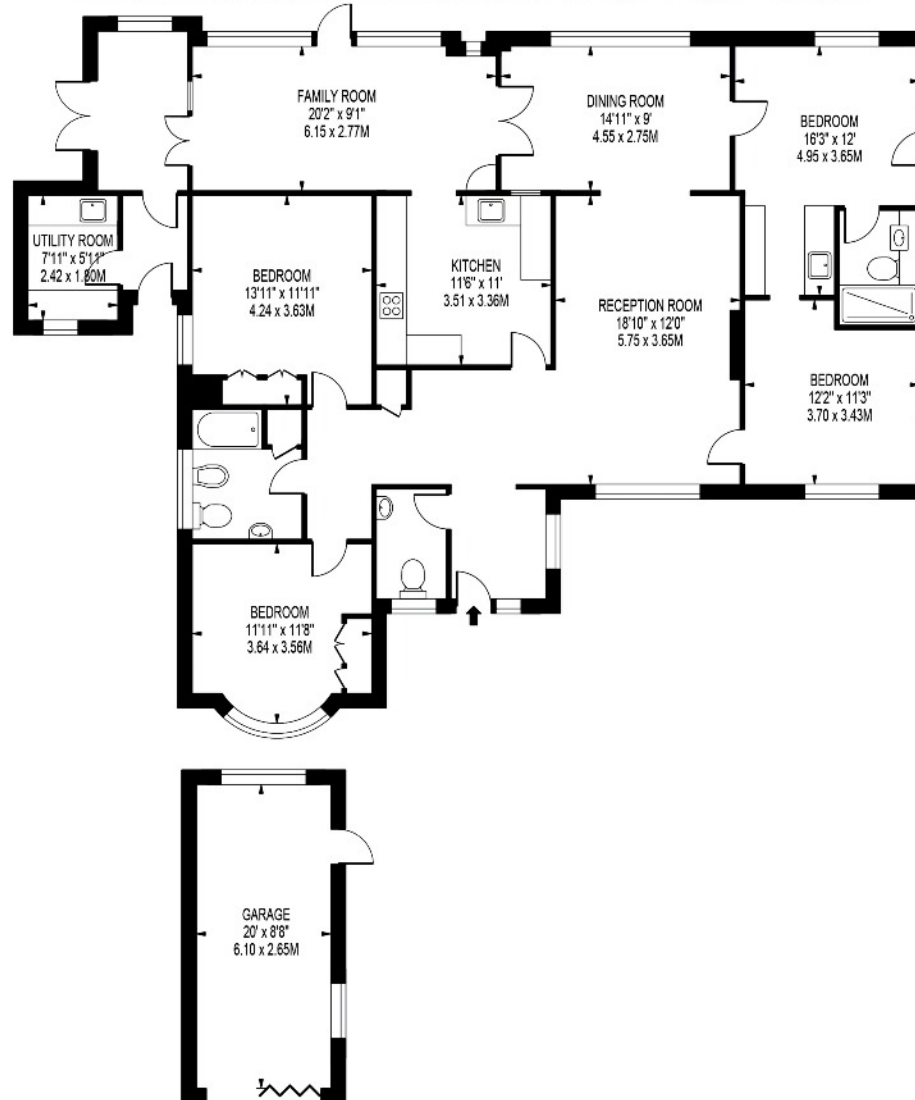 FAMILY ROOM
20'2" x 9'1"
6.15 x 2.77M
DINING ROOM
14'11" x 9'
4.55 x 2.75M
BEDROOM
16'3" x 12'
4.95 x 3.65M
UTILITY ROOM
7'11" x 5'11"
2.42 x 1.80M
BEDROOM
13'11" x 11'11"
4.24 x 3.63M
KITCHEN
11'6" x 11'
3.51 x 3.36M
RECEPTION ROOM
18'10" x 12'0"
5.75 x 3.65M
BEDROOM
12'2" x 11'3"
3.70 x 3.43M
BEDROOM
11'11" x 11'8"
3.64 x 3.56M
GARAGE
20' x 8'8"
6.10 x 2.65M